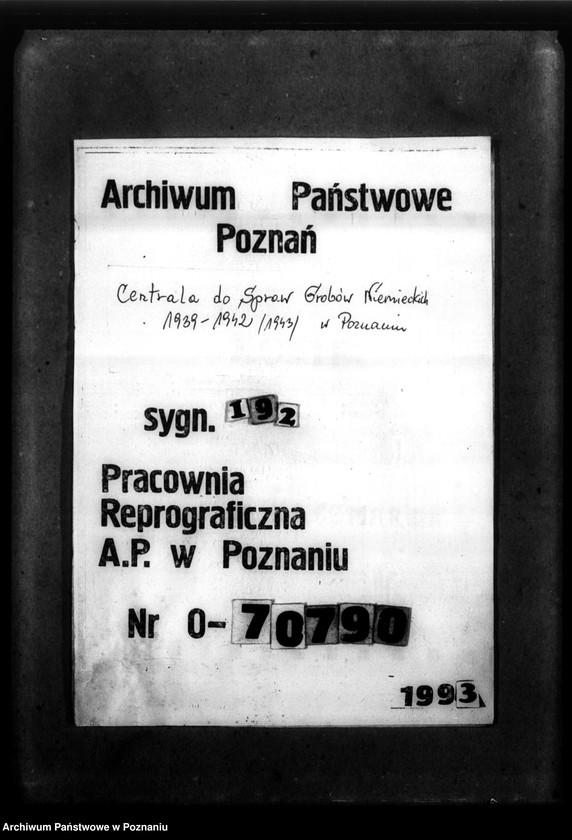 Archiwum Państwowe
Poznań
Centrala do Spraw Grobów Niemieckich
1939-1942 /1943/ w Poznaniu
sygn. 192
Pracownia
Reprograficzna
A.P. w Poznaniu
Nr 0-70790
1993
Archiwum Państwowe w Poznaniu